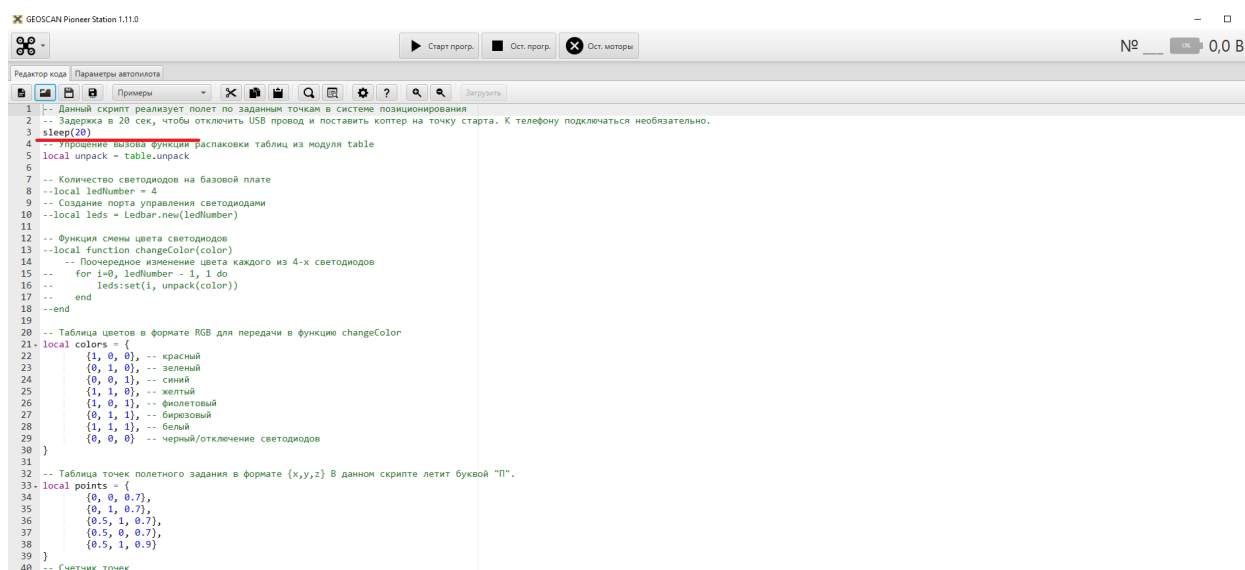 GEOSCAN Pioneer Station 1.11.0
Старт прогр. Ост. прогр. Ост. моторы № __ 0% 0,0 В
Редактор кода Параметры автопилота
Примеры ? Загрузить
1 -- Данный скрипт реализует полет по заданным точкам в системе позиционирования
2 -- Задержка в 20 сек, чтобы отключить USB провод и поставить коптер на точку старта. К телефону подключаться необязательно.
3 sleep(20)
4 -- Упрощение вызова функции распаковки таблиц из модуля table
5 local unpack = table.unpack
6
7 -- Количество светодиодов на базовой плате
8 --local ledNumber = 4
9 -- Создание порта управления светодиодами
10 --local leds = Ledbar.new(ledNumber)
11
12 -- Функция смены цвета светодиодов
13 --local function changeColor(color)
14 -- Поочередное изменение цвета каждого из 4-х светодиодов
15 -- for i=0, ledNumber - 1, 1 do
16 -- leds:set(i, unpack(color))
17 -- end
18 --end
19
20 -- Таблица цветов в формате RGB для передачи в функцию changeColor
21 local colors = {
22 {1, 0, 0}, -- красный
23 {0, 1, 0}, -- зеленый
24 {0, 0, 1}, -- синий
25 {1, 1, 0}, -- желтый
26 {1, 0, 1}, -- фиолетовый
27 {0, 1, 1}, -- бирюзовый
28 {1, 1, 1}, -- белый
29 {0, 0, 0} -- черный/отключение светодиодов
30 }
31
32 -- Таблица точек полетного задания в формате {x,y,z} В данном скрипте летит буквой "П".
33 local points = {
34 {0, 0, 0.7},
35 {0, 1, 0.7},
36 {0.5, 1, 0.7},
37 {0.5, 0, 0.7},
38 {0.5, 1, 0.9}
39 }
40 -- Счетчик точек